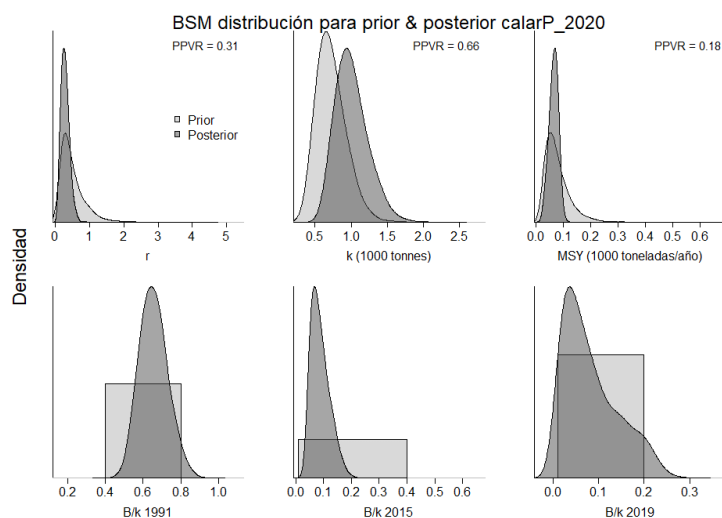 BSM distribución para prior & posterior calarP_2020
PPVR = 0.31
PPVR = 0.66
PPVR = 0.18
Prior
Posterior
0 1 2 3 4 5
0.5 1.0 1.5 2.0 2.5
0.0 0.1 0.2 0.3 0.4 0.5 0.6
r
k (1000 tonnes)
MSY (1000 toneladas/año)
Densidad
0.2 0.4 0.6 0.8 1.0
0.0 0.1 0.2 0.3 0.4 0.5 0.6
0.0 0.1 0.2 0.3
B/k 1991
B/k 2015
B/k 2019